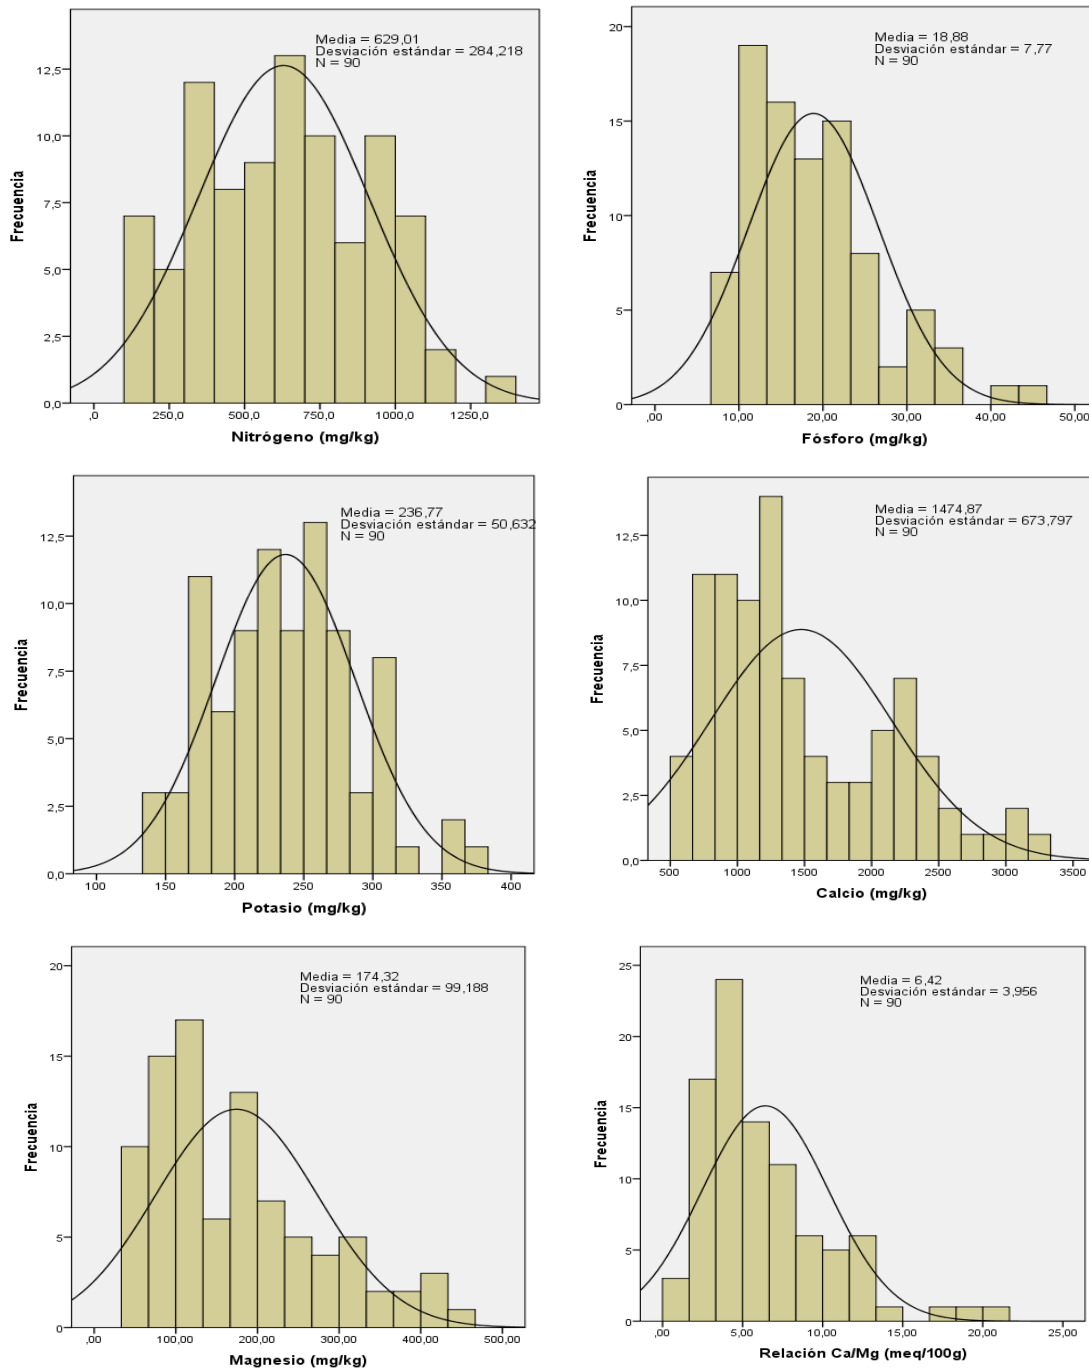 Media = 629,01
Desviación estándar = 284,218
N = 90
12,5
10,0
7,5
5,0
2,5
0,0
Frecuencia
,0
250,0
500,0
750,0
1000,0
1250,0
Nitrógeno (mg/kg)
Media = 18,88
Desviación estándar = 7,77
N = 90
20
15
10
5
0
Frecuencia
,00
10,00
20,00
30,00
40,00
50,00
Fósforo (mg/kg)
Media = 236,77
Desviación estándar = 50,632
N = 90
12,5
10,0
7,5
5,0
2,5
0,0
Frecuencia
100
150
200
250
300
350
400
Potasio (mg/kg)
Media = 1474,87
Desviación estándar = 673,797
N = 90
12,5
10,0
7,5
5,0
2,5
0,0
Frecuencia
500
1000
1500
2000
2500
3000
3500
Calcio (mg/kg)
Media = 174,32
Desviación estándar = 99,188
N = 90
20
15
10
5
0
Frecuencia
,00
100,00
200,00
300,00
400,00
500,00
Magnesio (mg/kg)
Media = 6,42
Desviación estándar = 3,956
N = 90
25
20
15
10
5
0
Frecuencia
,00
5,00
10,00
15,00
20,00
25,00
Relación Ca/Mg (meq/100g)